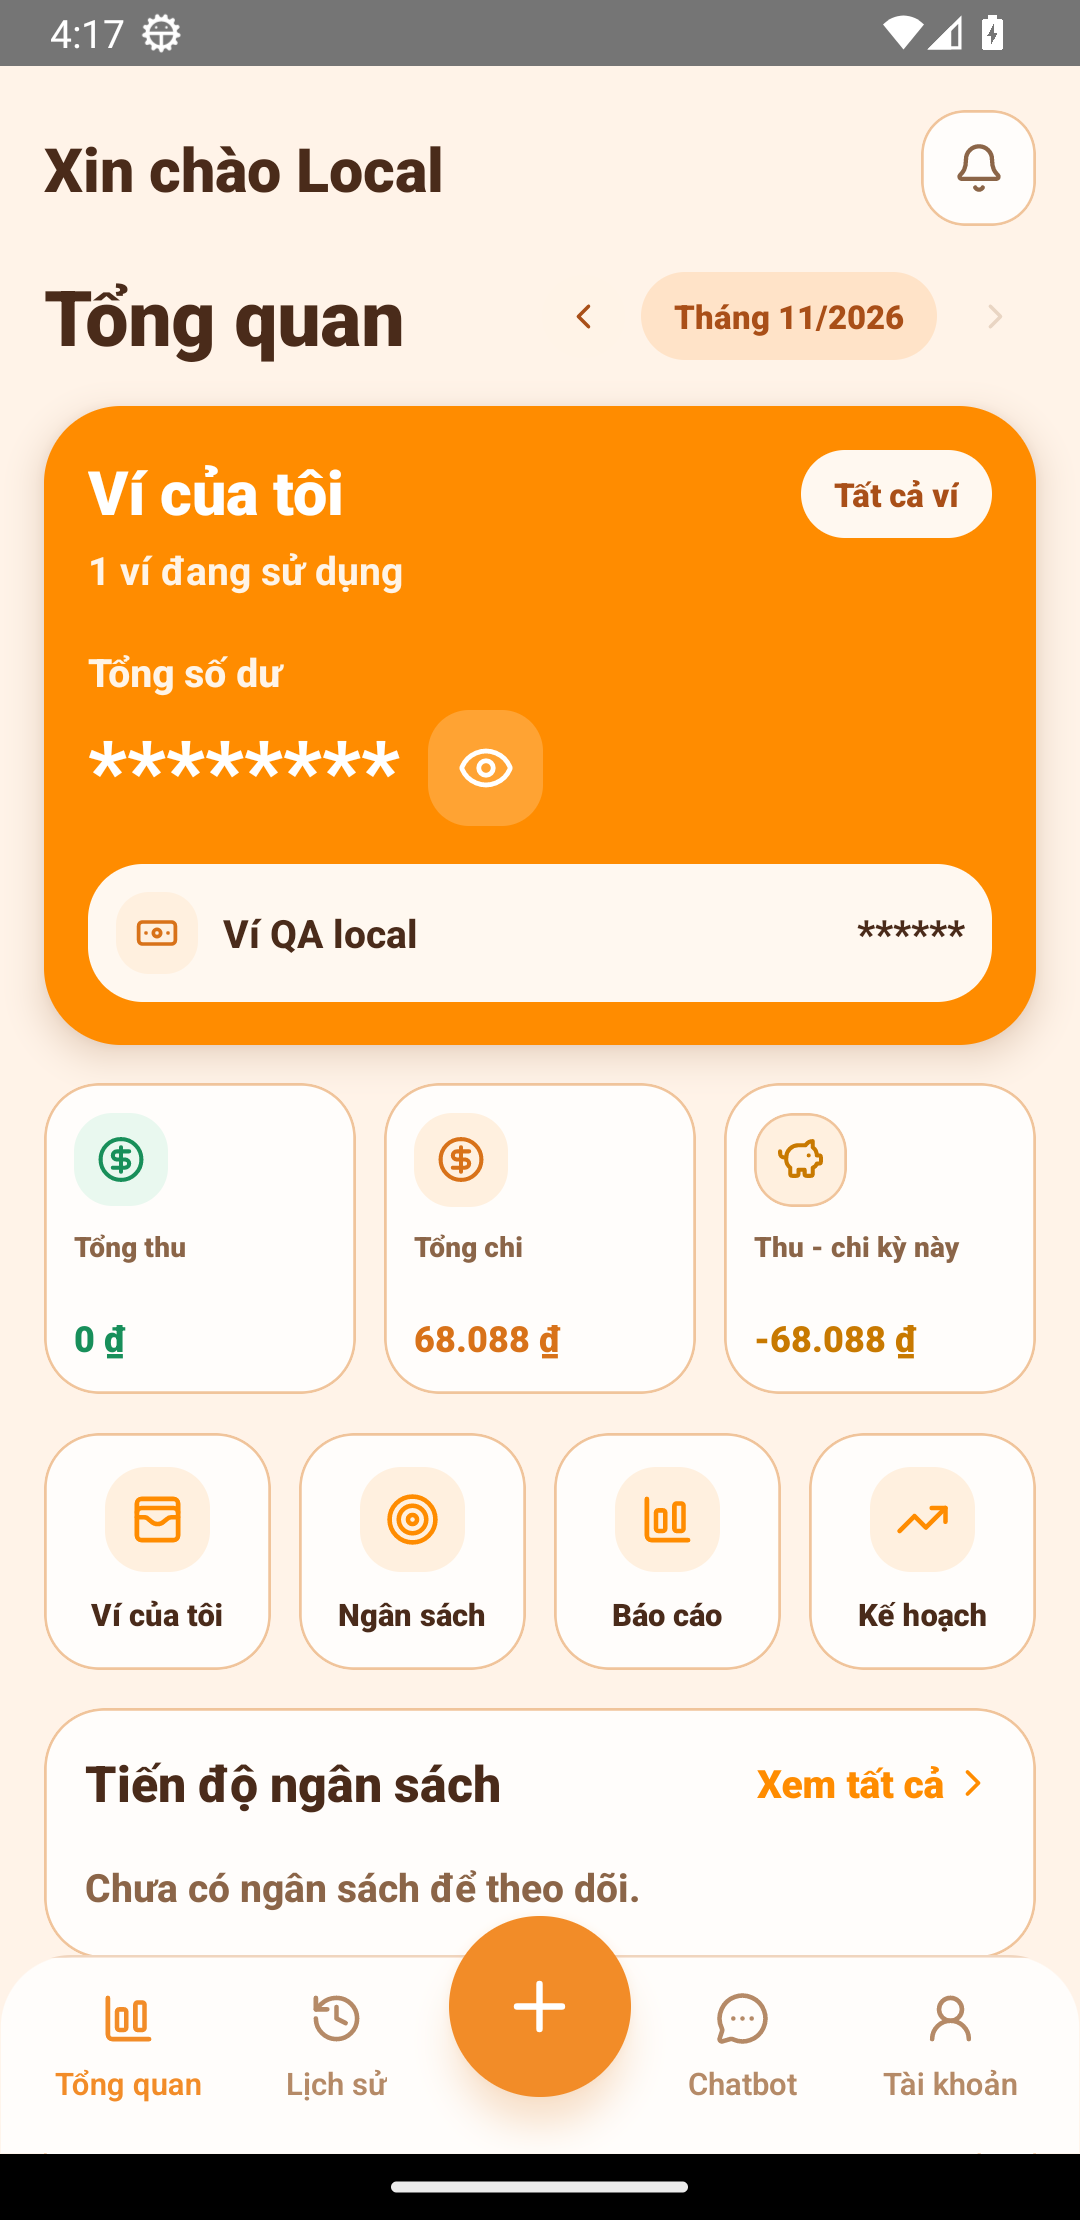 4:17
Xin chào Local
Tổng quan
Tháng 11/2026
Ví của tôi
Tất cả ví
1 ví đang sử dụng
Tổng số dư
********
Ví QA local
******
Tổng thu
Tổng chi
Thu - chi kỳ này
0 ₫
68.088 ₫
-68.088 ₫
Ví của tôi
Ngân sách
Báo cáo
Kế hoạch
Tiến độ ngân sách
Xem tất cả
Chưa có ngân sách để theo dõi.
Tổng quan
Lịch sử
Chatbot
Tài khoản